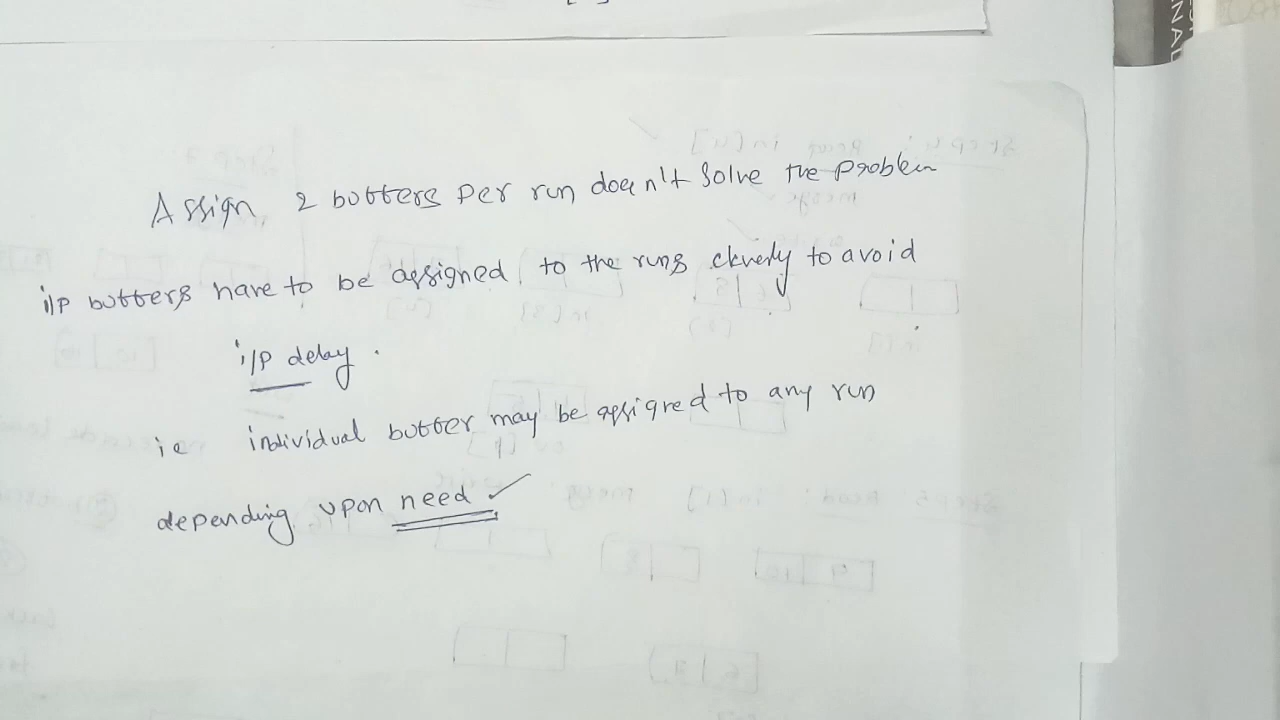 Assign 2 buffers per run doesn't solve the problem
i/p buffers have to be assigned to the runs cleverly to avoid
i/p delay.
ie individual buffer may be assigned to any run
depending upon need ✓